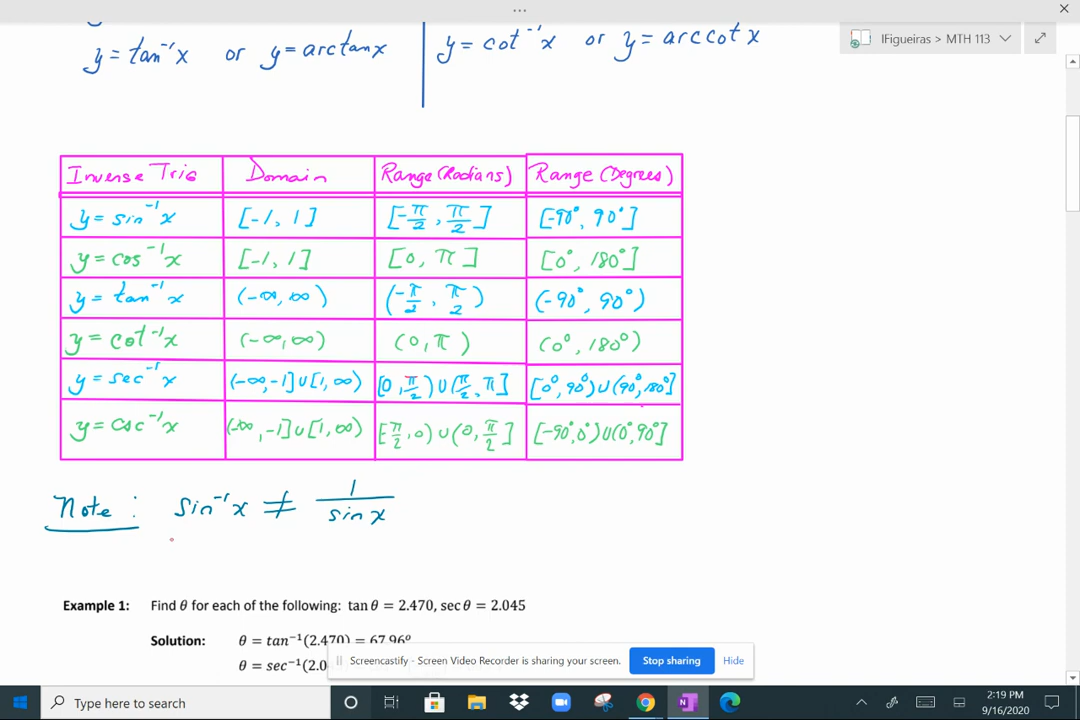 IFigueiras > MTH 113
y = tan⁻¹x or y = arctanx
y = cot⁻¹x or y = arccot x
Inverse Trig Domain Range (Radians) Range (Degrees)
y = sin⁻¹x [-1, 1] [-π/2, π/2] [-90°, 90°]
y = cos⁻¹x [-1, 1] [0, π] [0°, 180°]
y = tan⁻¹x (-∞, ∞) (-π/2, π/2) (-90°, 90°)
y = cot⁻¹x (-∞, ∞) (0, π) (0°, 180°)
y = sec⁻¹x (-∞, -1] ∪ [1, ∞) [0, π/2) ∪ (π/2, π] [0°, 90°) ∪ (90°, 180°]
y = csc⁻¹x (-∞, -1] ∪ [1, ∞) [-π/2, 0) ∪ (0, π/2] [-90°, 0°) ∪ (0°, 90°]
Note: sin⁻¹x ≠ 1/sin x
Example 1: Find θ for each of the following: tan θ = 2.470, sec θ = 2.045
Solution: θ = tan⁻¹(2.470) = 67.96°
θ = sec⁻¹(2.0
Screencastify - Screen Video Recorder is sharing your screen. Stop sharing Hide
Type here to search
2:19 PM
9/16/2020